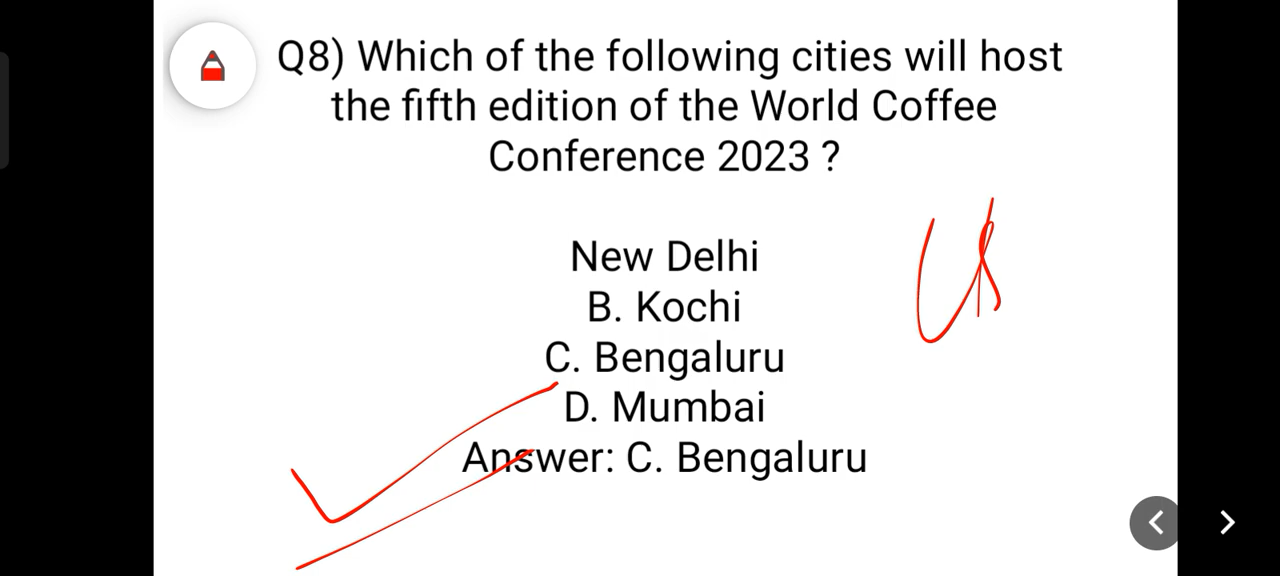 Q8) Which of the following cities will host
the fifth edition of the World Coffee
Conference 2023 ?
New Delhi
B. Kochi
C. Bengaluru
D. Mumbai
Answer: C. Bengaluru